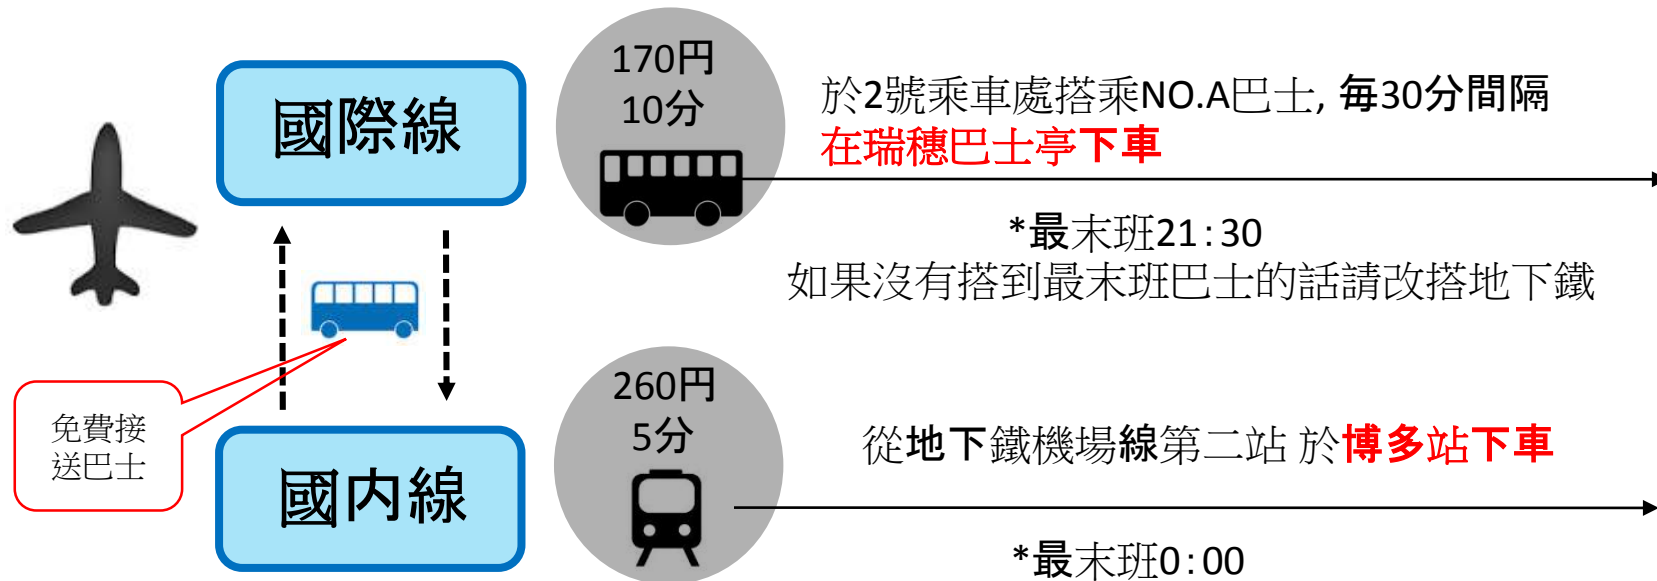 國際線
170円
10分
於2號乘車處搭乘NO.A巴士, 每30分間隔
在瑞穗巴士亭下車
*最末班21:30
如果沒有搭到最末班巴士的話請改搭地下鐵
免費接
送巴士
國内線
260円
5分
從地下鐵機場線第二站 於博多站下車
*最末班0:00